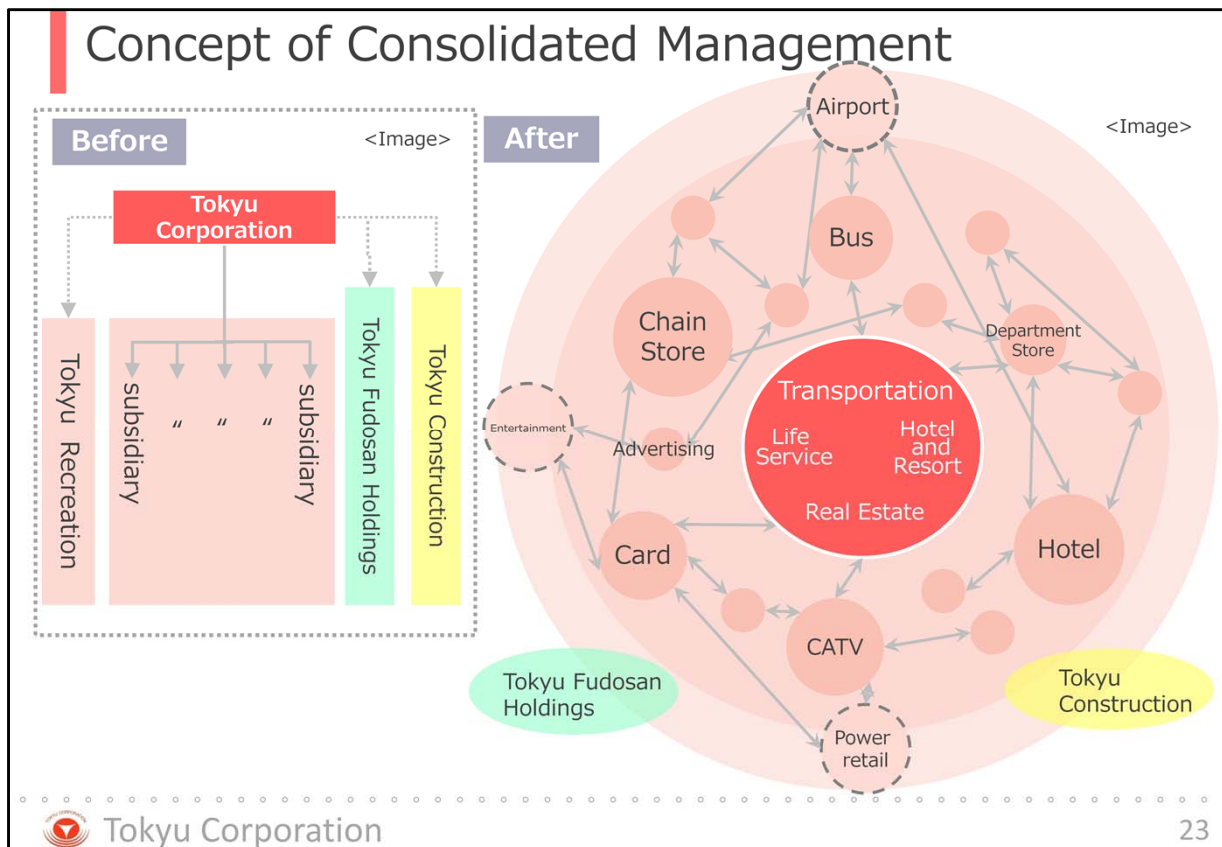 Concept of Consolidated Management
Before
<Image>
Tokyu
Corporation
Tokyu Recreation
subsidiary
“
“
“
subsidiary
Tokyu Fudosan Holdings
Tokyu Construction
After
<Image>
Airport
Bus
Chain
Store
Department
Store
Transportation
Life
Service
Hotel
and
Resort
Real Estate
Entertainment
Advertising
Card
Hotel
CATV
Tokyu Fudosan
Holdings
Tokyu
Construction
Power
retail
Tokyu Corporation
23